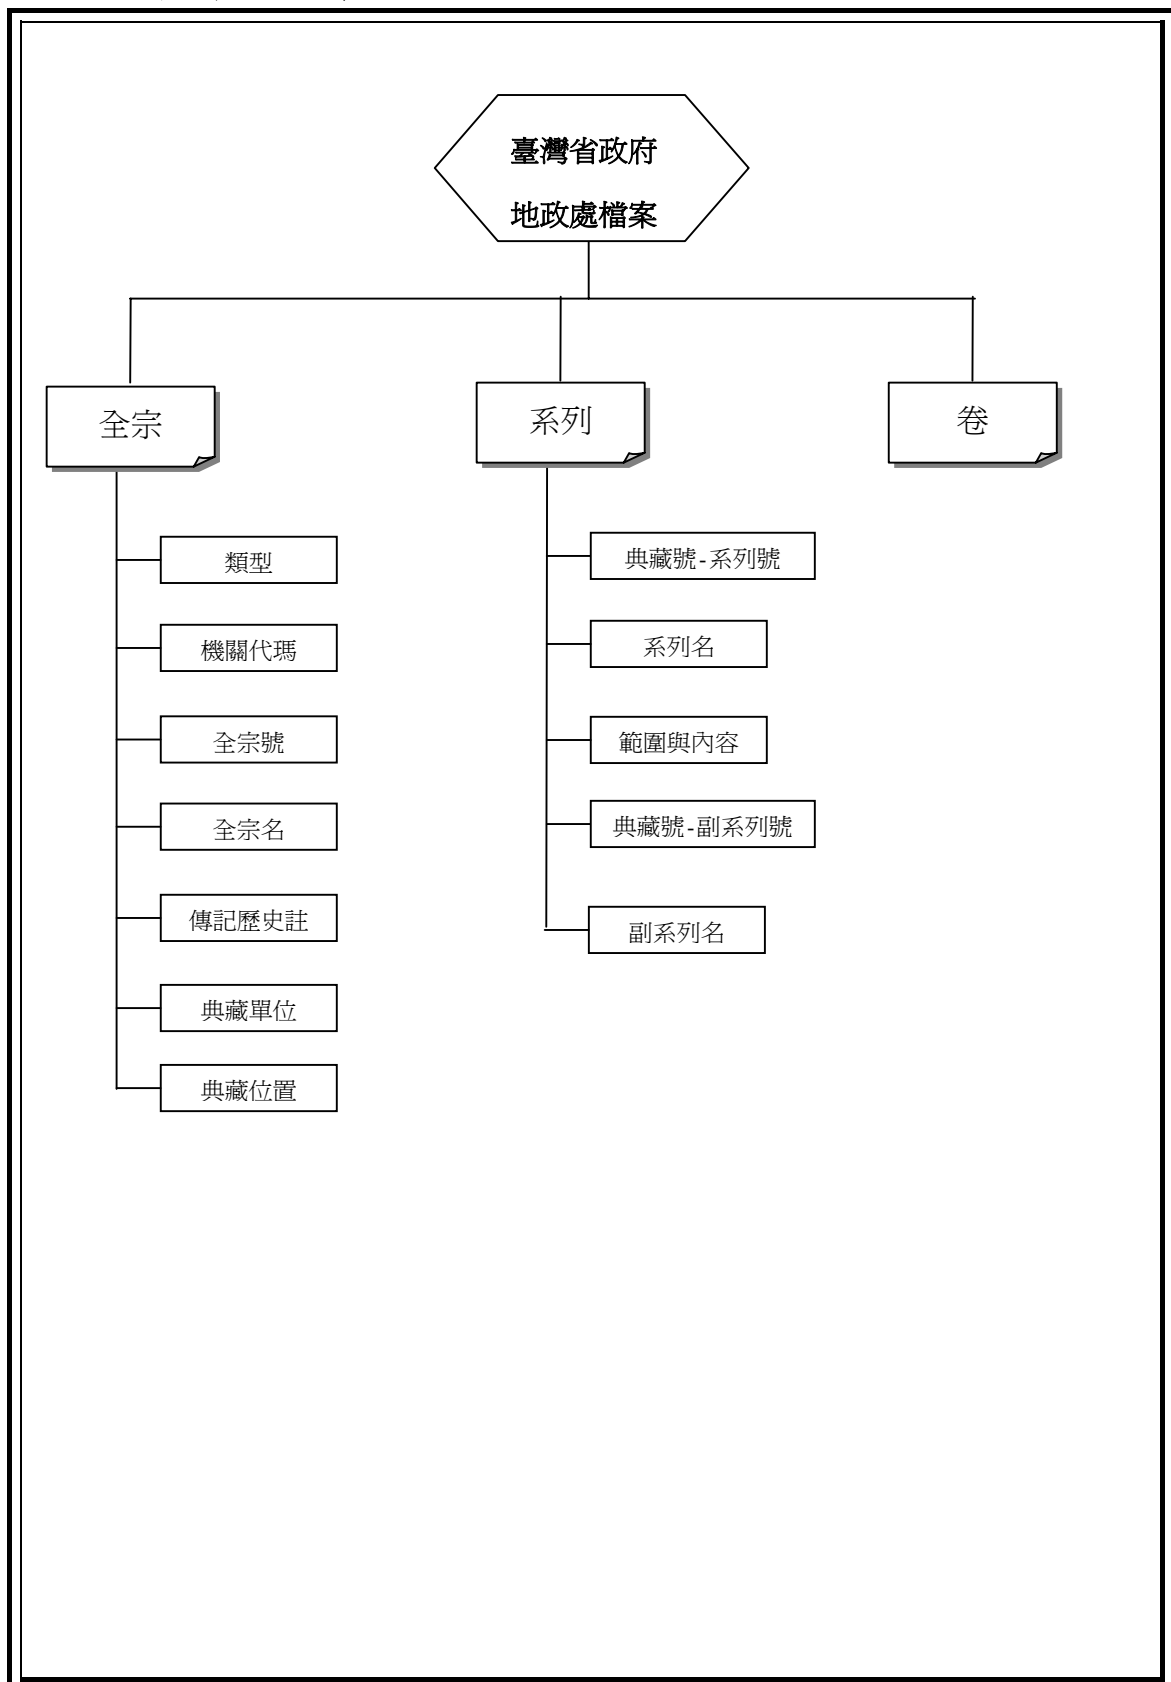 臺灣省政府
地政處檔案
全宗
系列
卷
類型
機關代瑪
全宗號
全宗名
傳記歷史註
典藏單位
典藏位置
典藏號-系列號
系列名
範圍與內容
典藏號-副系列號
副系列名